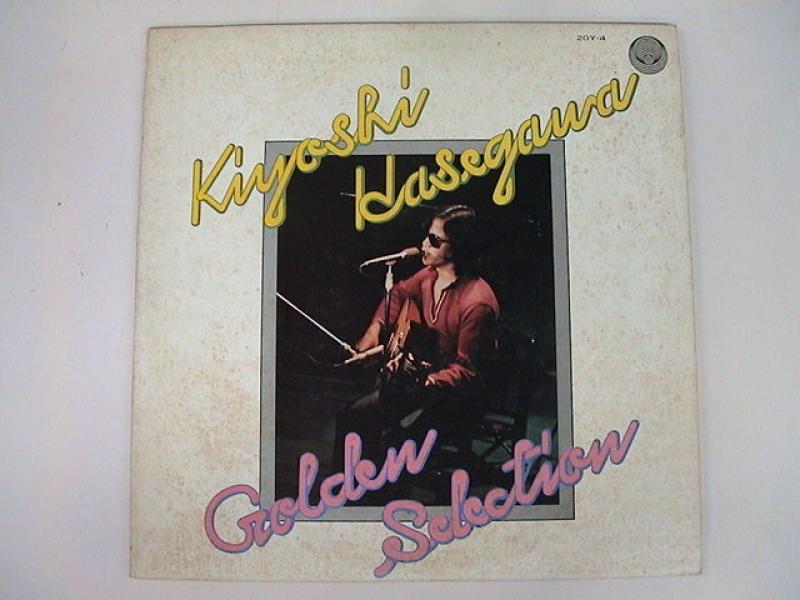 20Y-4
Kiyoshi
Hasegawa
Golden
Selection